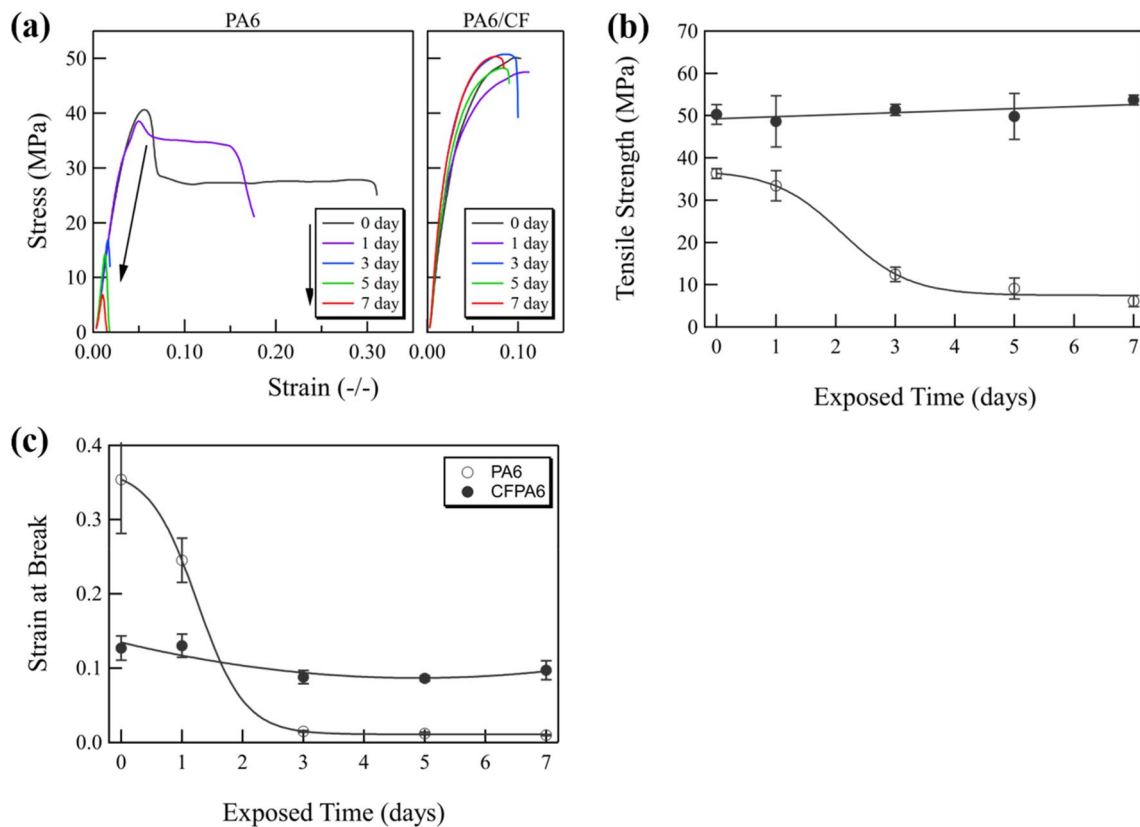 (a)
PA6
PA6/CF
Stress (MPa)
50
40
30
20
10
0
0 day
1 day
3 day
5 day
7 day
0 day
1 day
3 day
5 day
7 day
0.00
0.10
0.20
0.30
0.00
0.10
Strain (-/-)
(b)
Tensile Strength (MPa)
70
60
50
40
30
20
10
0
0
1
2
3
4
5
6
7
Exposed Time (days)
(c)
Strain at Break
0.4
0.3
0.2
0.1
0.0
PA6
CFPA6
0
1
2
3
4
5
6
7
Exposed Time (days)